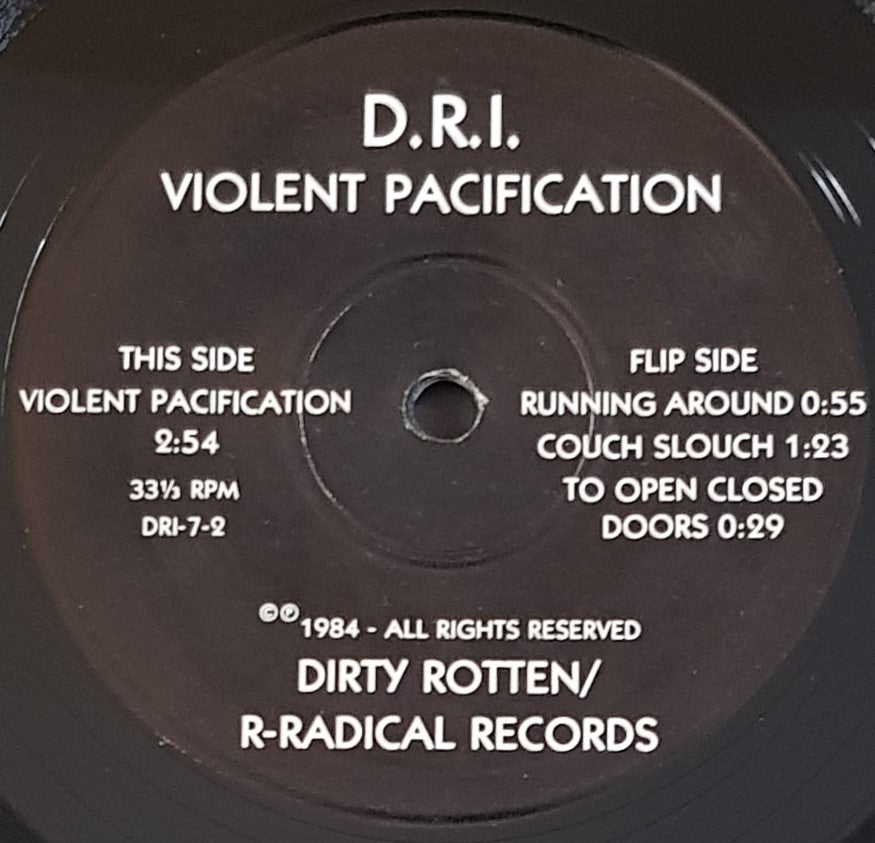 D.R.I.
VIOLENT PACIFICATION
THIS SIDE
VIOLENT PACIFICATION
2:54
33⅓ RPM
DRI-7-2
FLIP SIDE
RUNNING AROUND 0:55
COUCH SLOUCH 1:23
TO OPEN CLOSED
DOORS 0:29
©℗1984 - ALL RIGHTS RESERVED
DIRTY ROTTEN/
R-RADICAL RECORDS